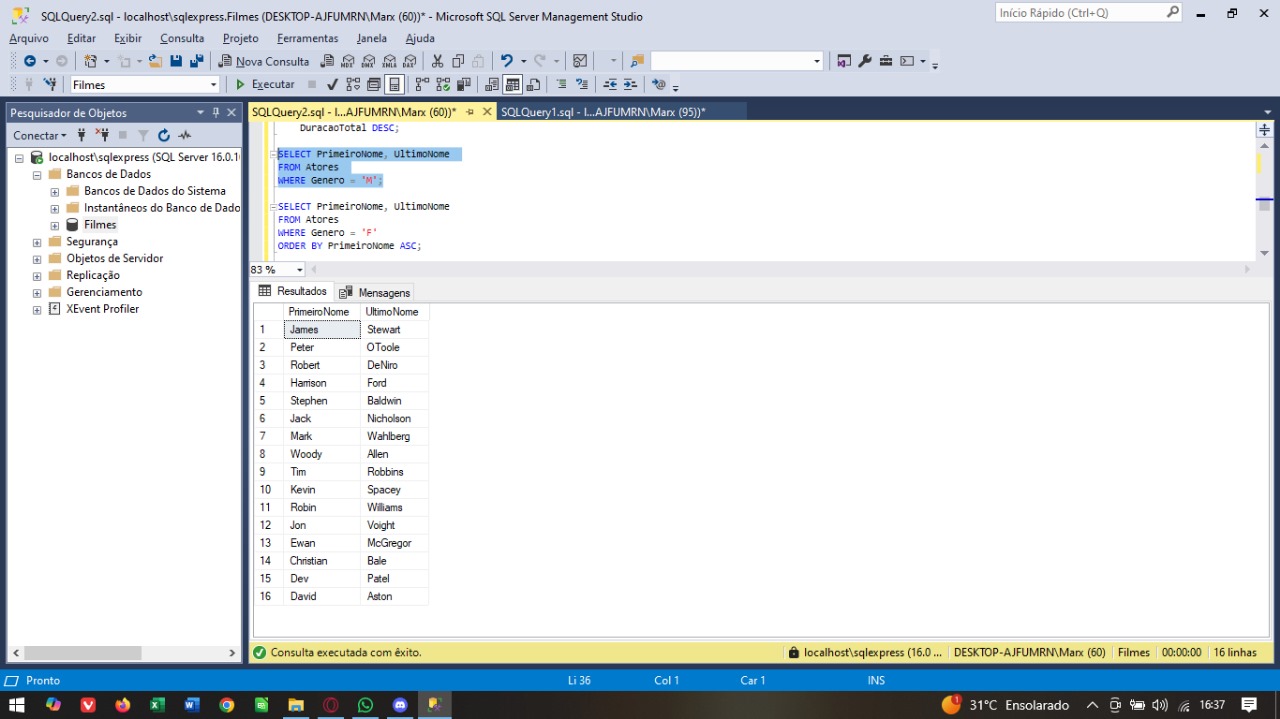 SQLQuery2.sql - localhost\sqlexpress.Filmes (DESKTOP-AJFUMRN\Marx (60))* - Microsoft SQL Server Management Studio
Início Rápido (Ctrl+Q)
Arquivo Editar Exibir Consulta Projeto Ferramentas Janela Ajuda
Nova Consulta
Filmes
Executar
Pesquisador de Objetos
SQLQuery2.sql - l...AJFUMRN\Marx (60))*
SQLQuery1.sql - l...AJFUMRN\Marx (95))*
Conectar
localhost\sqlexpress (SQL Server 16.0.1
Bancos de Dados
Bancos de Dados do Sistema
Instantâneos do Banco de Dado
Filmes
Segurança
Objetos de Servidor
Replicação
Gerenciamento
XEvent Profiler
DuracaoTotal DESC;
SELECT PrimeiroNome, UltimoNome
FROM Atores
WHERE Genero = 'M';
SELECT PrimeiroNome, UltimoNome
FROM Atores
WHERE Genero = 'F'
ORDER BY PrimeiroNome ASC;
83 %
Resultados Mensagens
PrimeiroNome UltimoNome
1 James Stewart
2 Peter OToole
3 Robert DeNiro
4 Harrison Ford
5 Stephen Baldwin
6 Jack Nicholson
7 Mark Wahlberg
8 Woody Allen
9 Tim Robbins
10 Kevin Spacey
11 Robin Williams
12 Jon Voight
13 Ewan McGregor
14 Christian Bale
15 Dev Patel
16 David Aston
Consulta executada com êxito.
localhost\sqlexpress (16.0 ... DESKTOP-AJFUMRN\Marx (60) Filmes 00:00:00 16 linhas
Pronto Li 36 Col 1 Car 1 INS
1 31°C Ensolarado 16:37